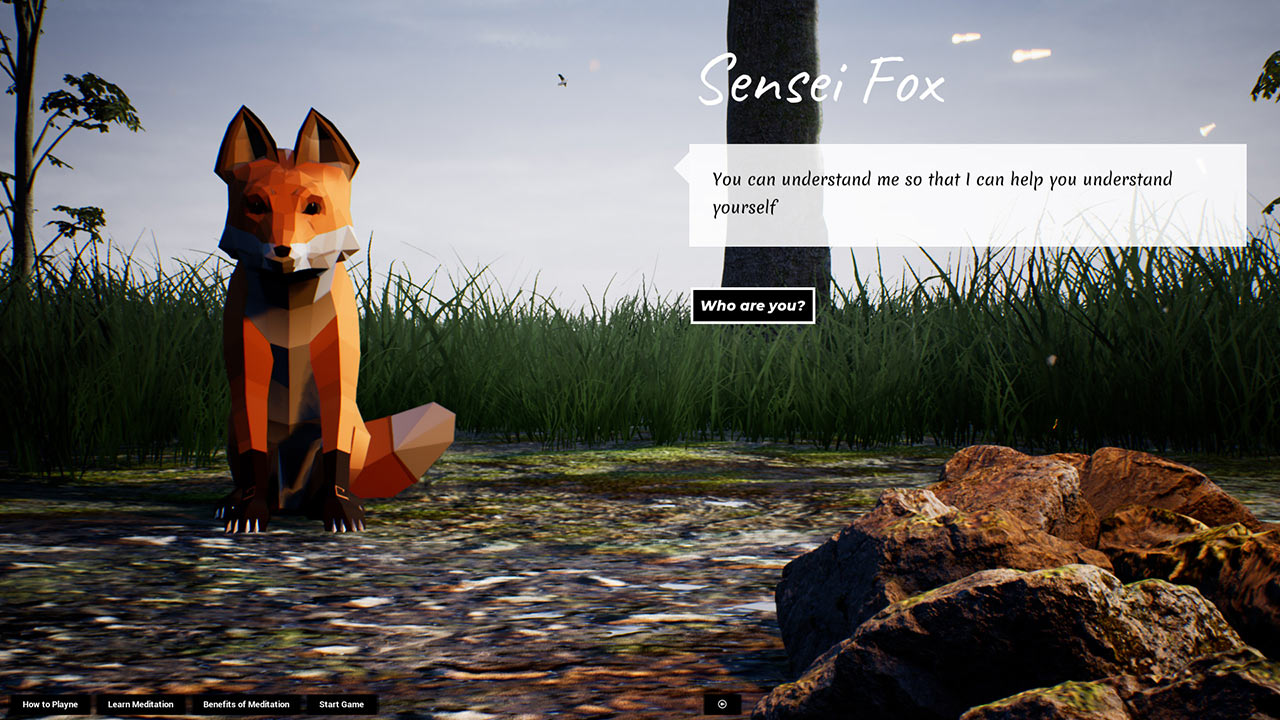 Sensei Fox
You can understand me so that I can help you understand
yourself
Who are you?
How to Playne
Learn Meditation
Benefits of Meditation
Start Game